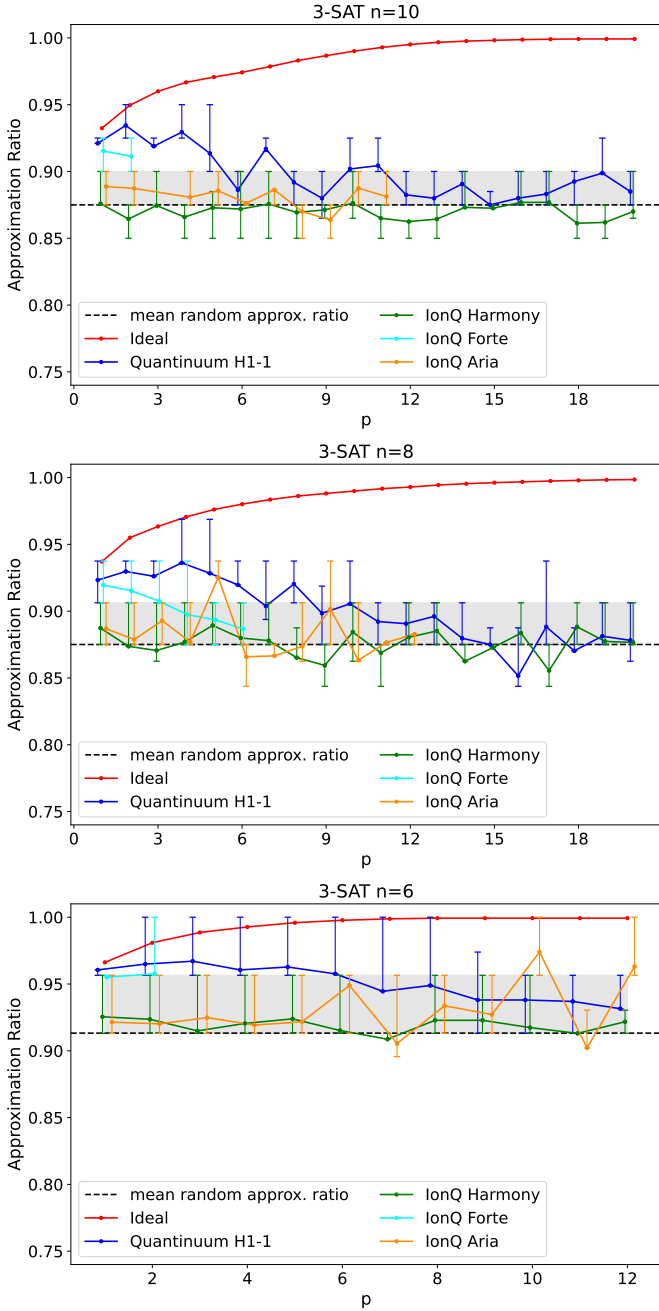 3-SAT n=10
1.00
0.95
0.90
0.85
0.80
0.75
Approximation Ratio
mean random approx. ratio
Ideal
Quantinuum H1-1
IonQ Harmony
IonQ Forte
IonQ Aria
0 3 6 9 12 15 18
p
3-SAT n=8
1.00
0.95
0.90
0.85
0.80
0.75
Approximation Ratio
mean random approx. ratio
Ideal
Quantinuum H1-1
IonQ Harmony
IonQ Forte
IonQ Aria
0 3 6 9 12 15 18
p
3-SAT n=6
1.00
0.95
0.90
0.85
0.80
0.75
Approximation Ratio
mean random approx. ratio
Ideal
Quantinuum H1-1
IonQ Harmony
IonQ Forte
IonQ Aria
2 4 6 8 10 12
p